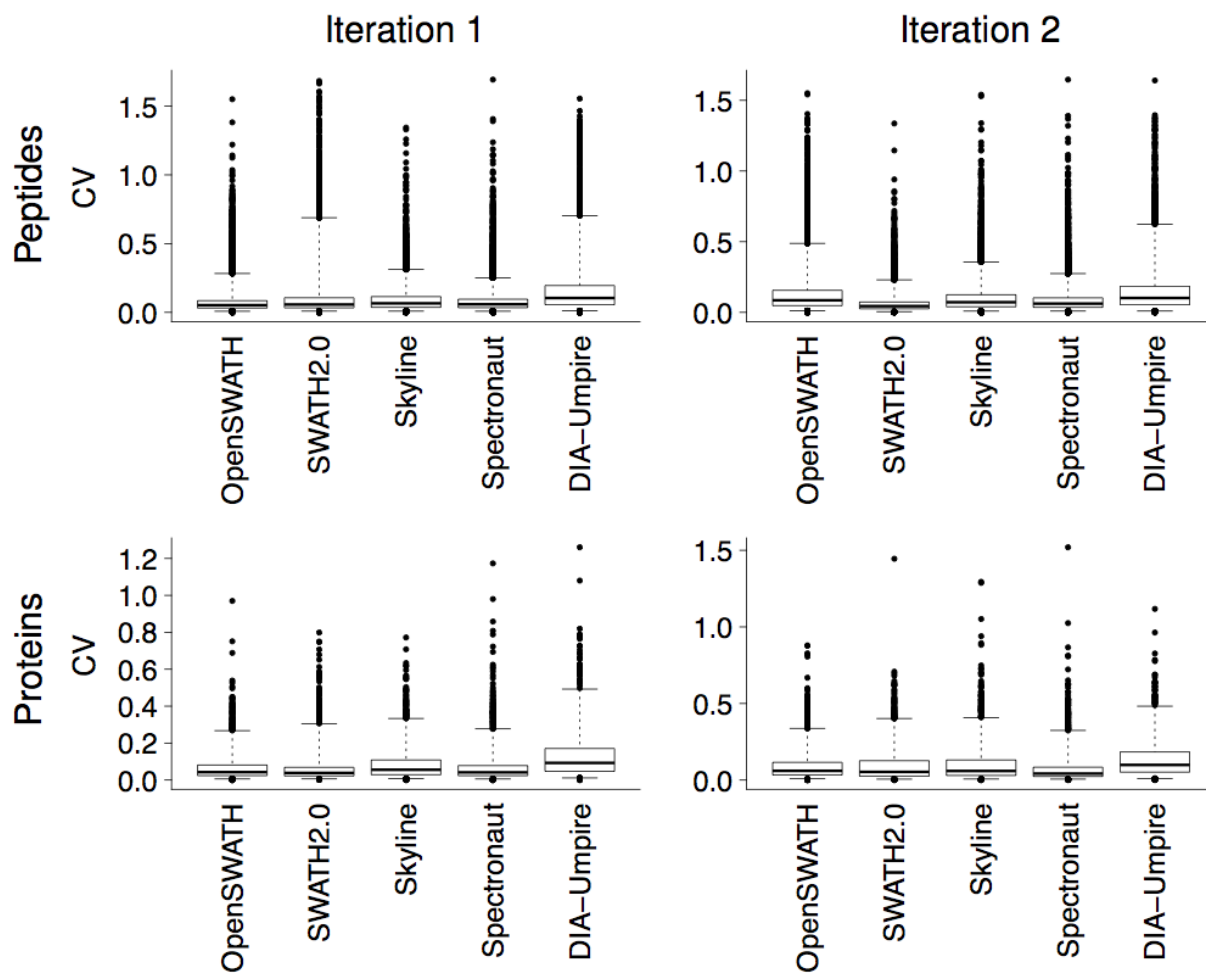 Iteration 1
Iteration 2
Peptides
CV
1.5
1.0
0.5
0.0
OpenSWATH
SWATH2.0
Skyline
Spectronaut
DIA-Umpire
1.5
1.0
0.5
0.0
OpenSWATH
SWATH2.0
Skyline
Spectronaut
DIA-Umpire
Proteins
CV
1.2
1.0
0.8
0.6
0.4
0.2
0.0
OpenSWATH
SWATH2.0
Skyline
Spectronaut
DIA-Umpire
1.5
1.0
0.5
0.0
OpenSWATH
SWATH2.0
Skyline
Spectronaut
DIA-Umpire